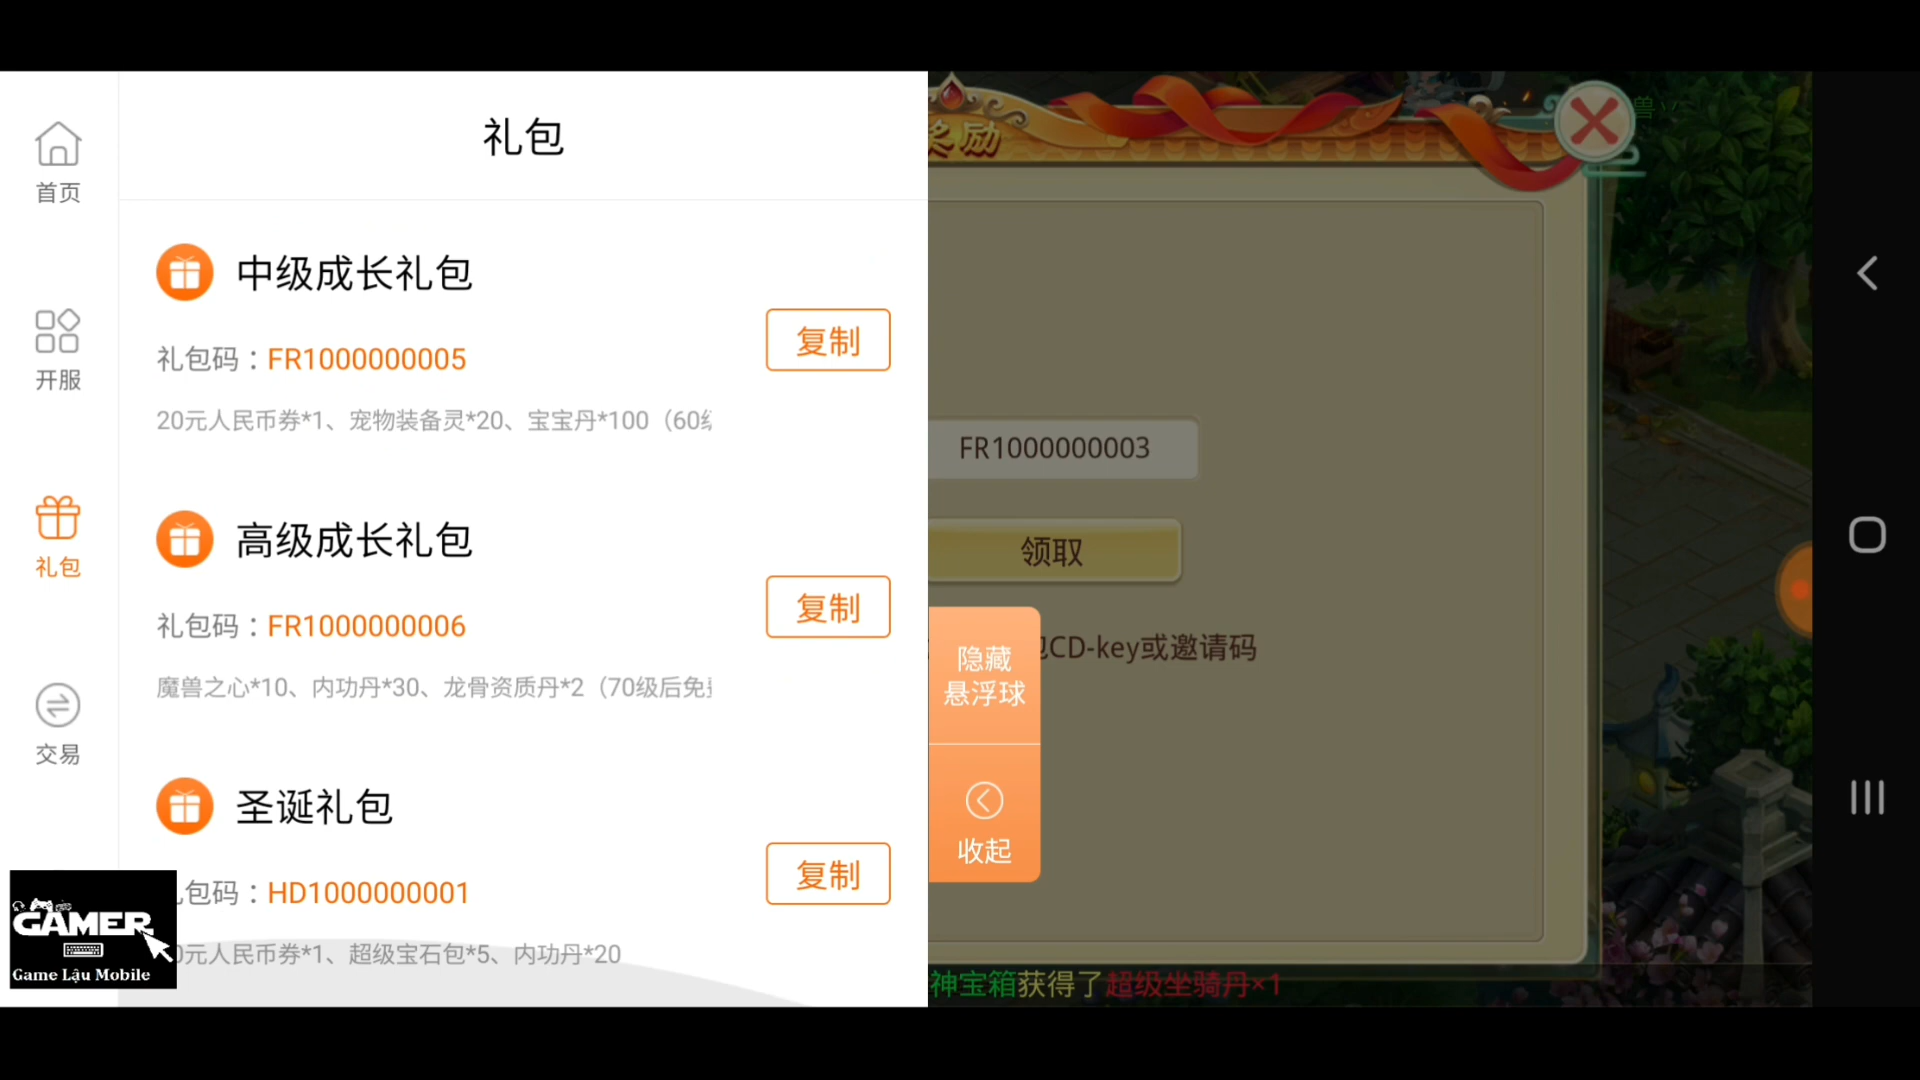 礼包
首页
开服
礼包
交易
中级成长礼包
礼包码：FR1000000005
复制
20元人民币券*1、宠物装备灵*20、宝宝丹*100（60
高级成长礼包
礼包码：FR1000000006
复制
魔兽之心*10、内功丹*30、龙骨资质丹*2（70级后免
圣诞礼包
包码：HD1000000001
复制
0元人民币券*1、超级宝石包*5、内功丹*20
GAMER
Game Lậu Mobile
奖励
兽
FR1000000003
领取
CD-key或邀请码
隐藏
悬浮球
收起
神宝箱获得了超级坐骑丹×1